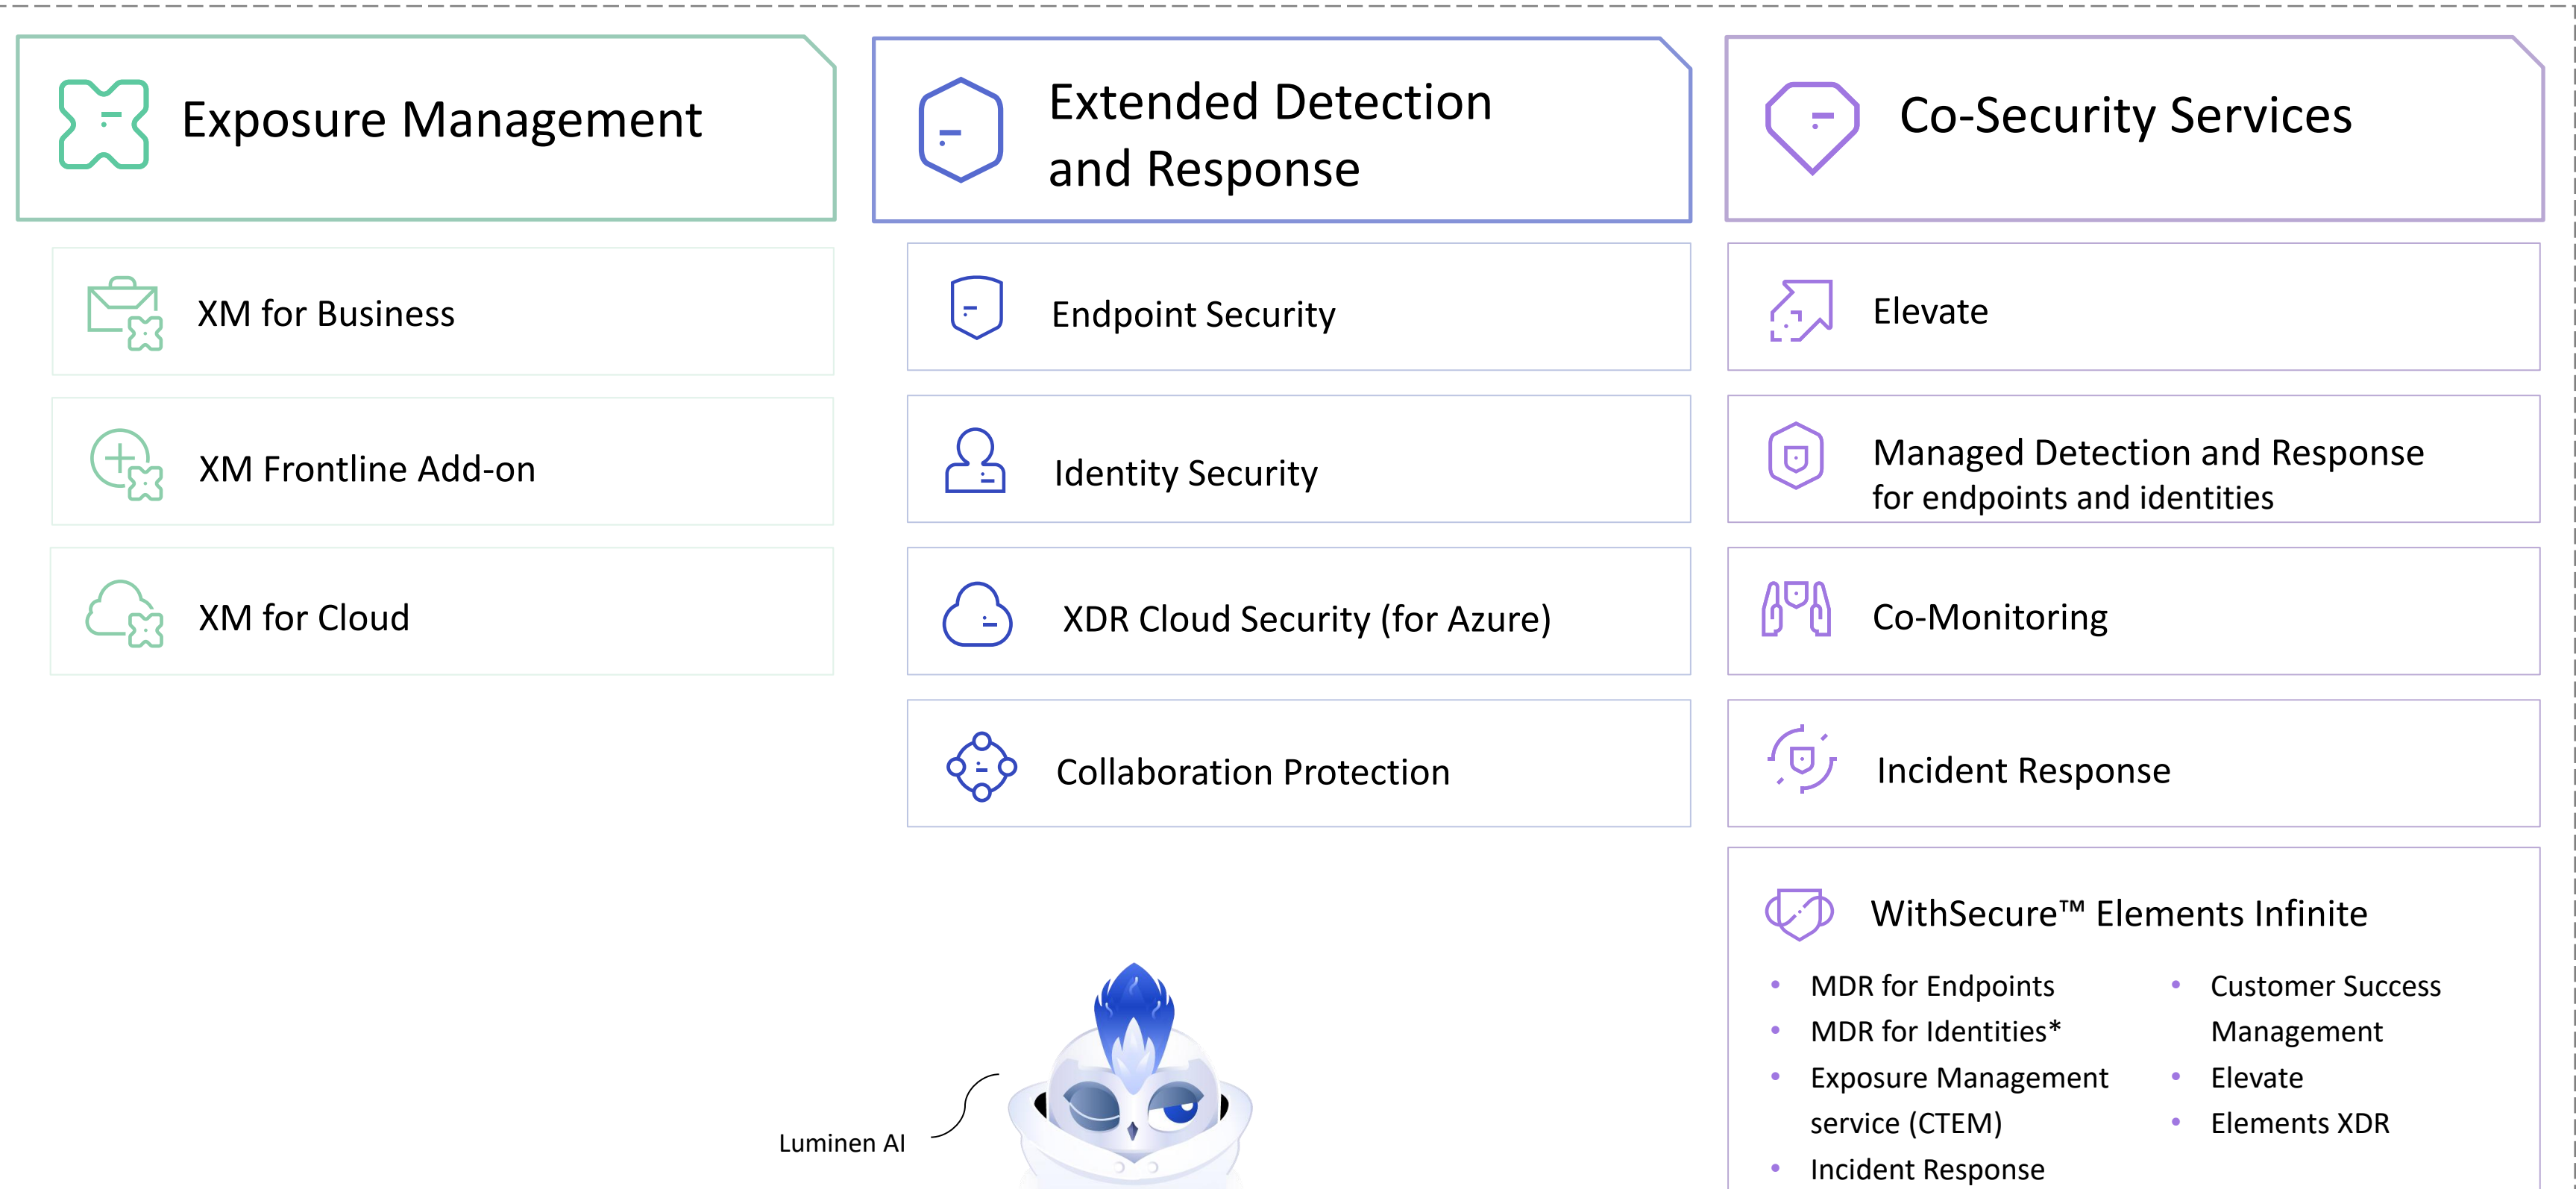 Exposure Management
XM for Business
XM Frontline Add-on
XM for Cloud
Extended Detection
and Response
Endpoint Security
Identity Security
XDR Cloud Security (for Azure)
Collaboration Protection
Luminen AI
Co-Security Services
Elevate
Managed Detection and Response
for endpoints and identities
Co-Monitoring
Incident Response
WithSecure™ Elements Infinite
• MDR for Endpoints
• MDR for Identities*
• Exposure Management
service (CTEM)
• Incident Response
• Customer Success
Management
• Elevate
• Elements XDR